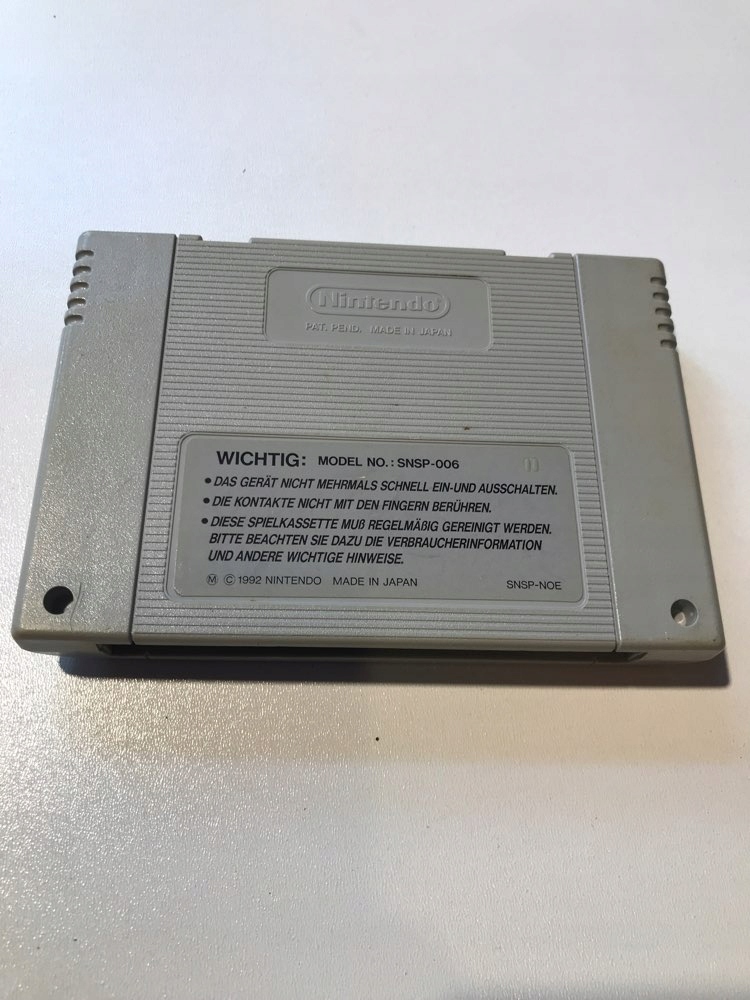 Nintendo
PAT. PEND. MADE IN JAPAN
WICHTIG: MODEL NO.: SNSP-006
• DAS GERÄT NICHT MEHRMALS SCHNELL EIN-UND AUSSCHALTEN.
• DIE KONTAKTE NICHT MIT DEN FINGERN BERÜHREN.
• DIESE SPIELKASSETTE MUß REGELMÄßIG GEREINIGT WERDEN.
BITTE BEACHTEN SIE DAZU DIE VERBRAUCHERINFORMATION
UND ANDERE WICHTIGE HINWEISE.
Ⓜ © 1992 NINTENDO MADE IN JAPAN SNSP-NOE